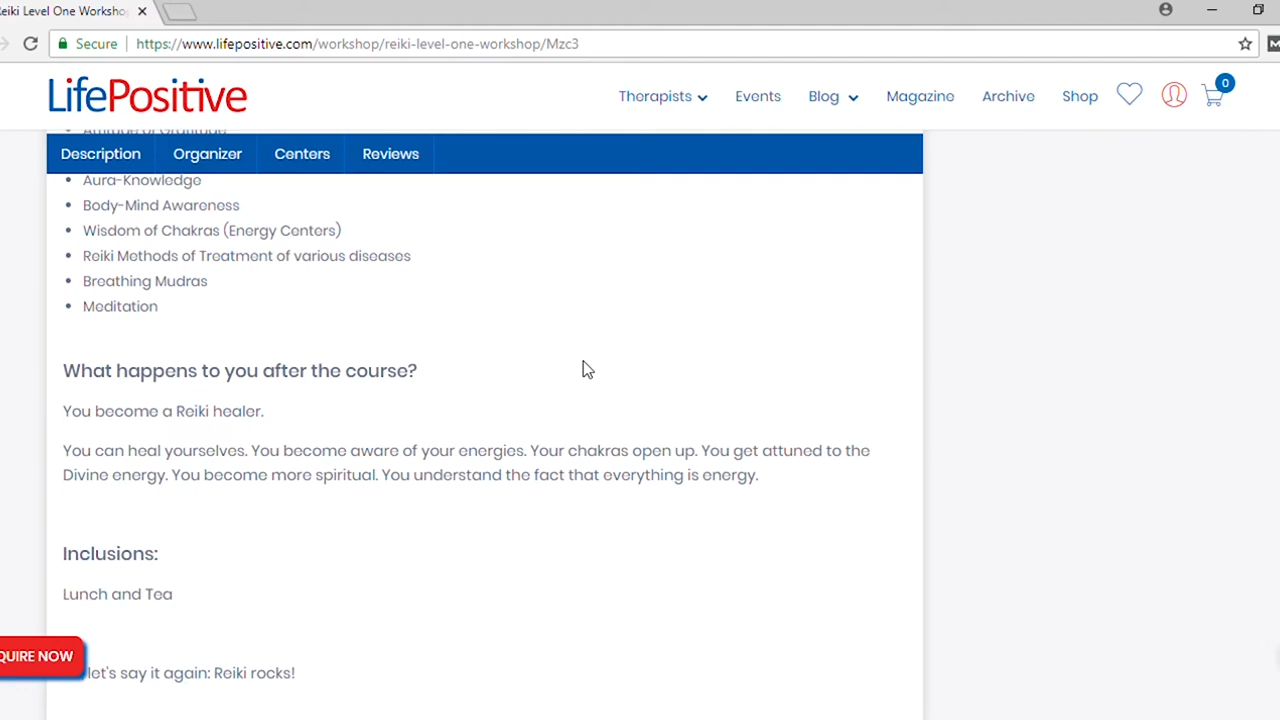 Reiki Level One Worksho
Secure
https://www.lifepositive.com/workshop/reiki-level-one-workshop/Mzc3
LifePositive
Therapists
Events
Blog
Magazine
Archive
Shop
0
Attitude of Gratitude
Description
Organizer
Centers
Reviews
Aura-Knowledge
Body-Mind Awareness
Wisdom of Chakras (Energy Centers)
Reiki Methods of Treatment of various diseases
Breathing Mudras
Meditation
What happens to you after the course?
You become a Reiki healer.
You can heal yourselves. You become aware of your energies. Your chakras open up. You get attuned to the
Divine energy. You become more spiritual. You understand the fact that everything is energy.
Inclusions:
Lunch and Tea
QUIRE NOW
let's say it again: Reiki rocks!